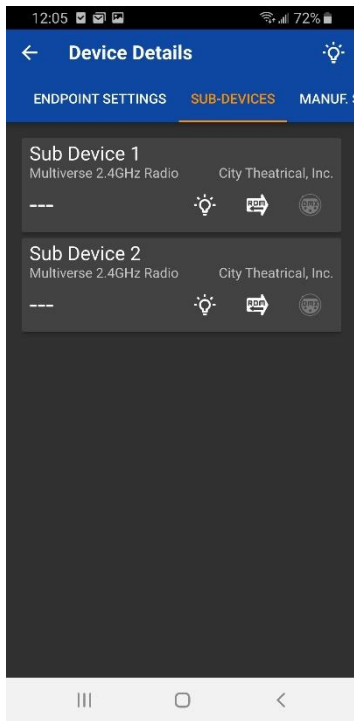 12:05 72%
Device Details
ENDPOINT SETTINGS SUB-DEVICES MANUF.
Sub Device 1
Multiverse 2.4GHz Radio City Theatrical, Inc.
---
RDM
Sub Device 2
Multiverse 2.4GHz Radio City Theatrical, Inc.
---
RDM